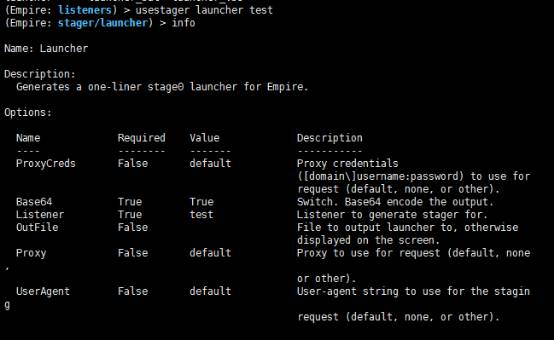 (Empire: listeners) > usestager launcher test
(Empire: stager/launcher) > info
Name: Launcher
Description:
Generates a one-liner stage0 launcher for Empire.
Options:
Name Required Value Description
---- -------- ------- -----------
ProxyCreds False default Proxy credentials
([domain\]username:password) to use for
request (default, none, or other).
Base64 True True Switch. Base64 encode the output.
Listener True test Listener to generate stager for.
OutFile False File to output launcher to, otherwise
displayed on the screen.
Proxy False default Proxy to use for request (default, none
,
or other).
UserAgent False default User-agent string to use for the stagin
g
request (default, none, or other).